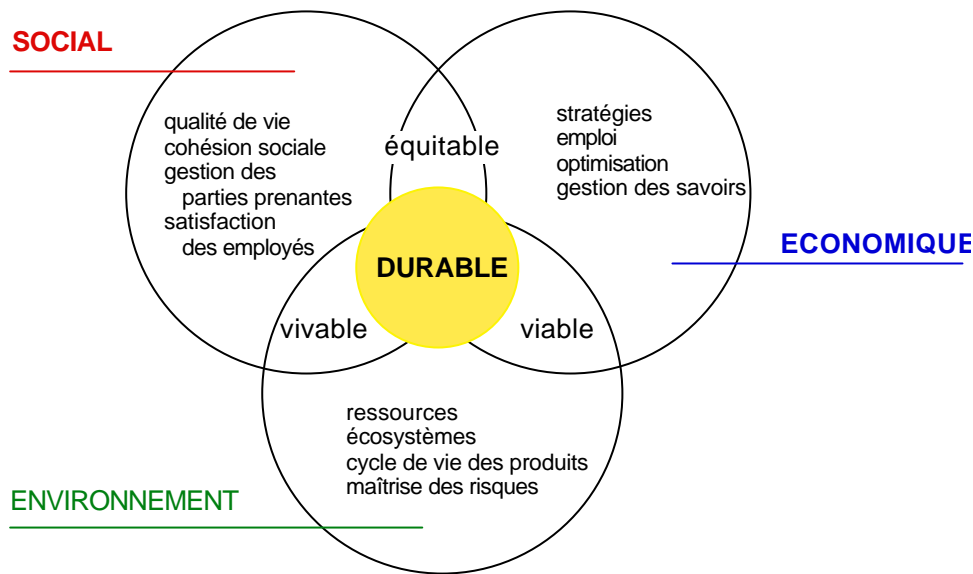 SOCIAL
qualité de vie
cohésion sociale
gestion des
parties prenantes
satisfaction
des employés
équitable
stratégies
emploi
optimisation
gestion des savoirs
ECONOMIQUE
DURABLE
vivable
viable
ressources
écosystèmes
cycle de vie des produits
maîtrise des risques
ENVIRONNEMENT